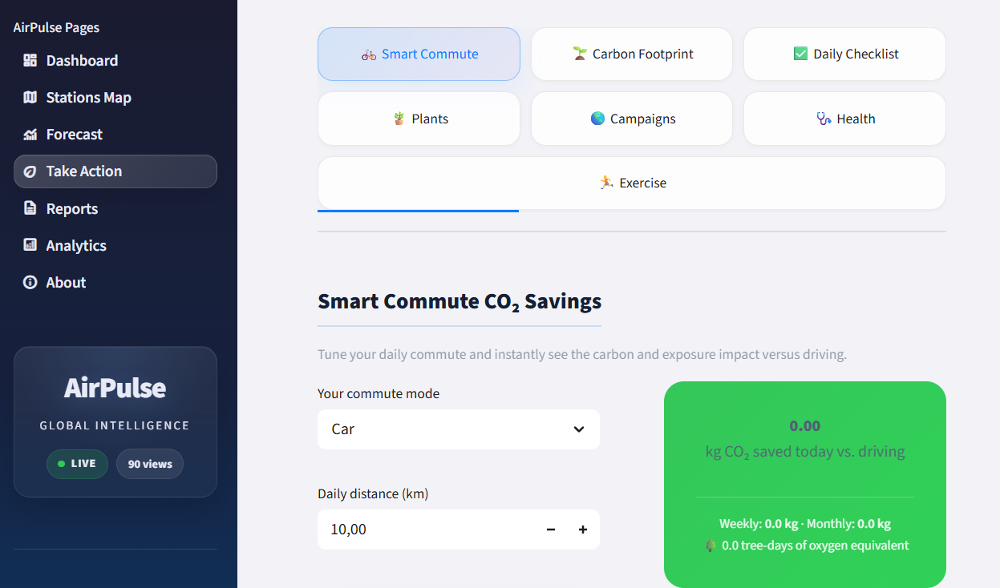 AirPulse Pages
Dashboard
Stations Map
Forecast
Take Action
Reports
Analytics
About
AirPulse
GLOBAL INTELLIGENCE
LIVE
90 views
Smart Commute
Carbon Footprint
Daily Checklist
Plants
Campaigns
Health
Exercise
Smart Commute CO₂ Savings
Tune your daily commute and instantly see the carbon and exposure impact versus driving.
Your commute mode
Car
Daily distance (km)
10,00
0.00
kg CO₂ saved today vs. driving
Weekly: 0.0 kg · Monthly: 0.0 kg
0.0 tree-days of oxygen equivalent